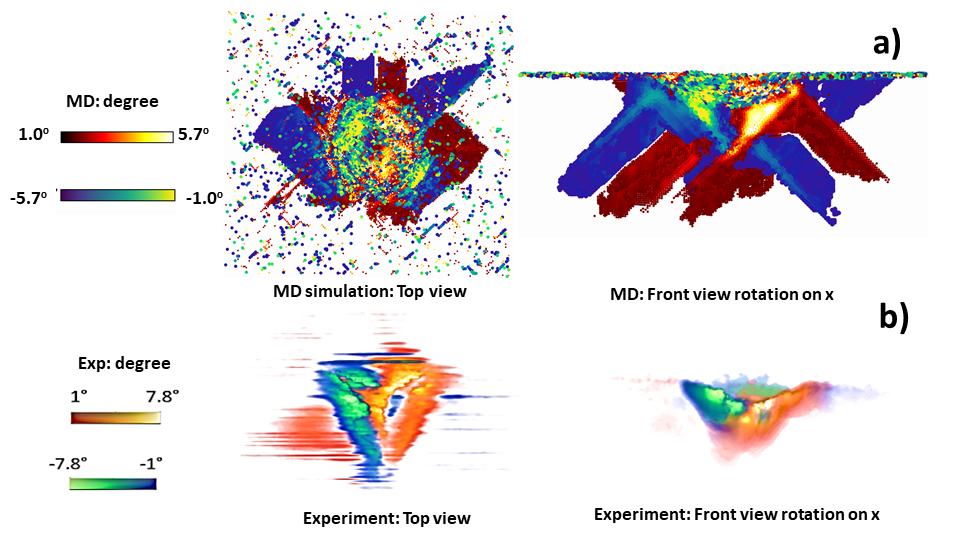 a)
MD: degree
1.0° 5.7°
-5.7° -1.0°
MD simulation: Top view
MD: Front view rotation on x
b)
Exp: degree
1° 7.8°
-7.8° -1°
Experiment: Top view
Experiment: Front view rotation on x